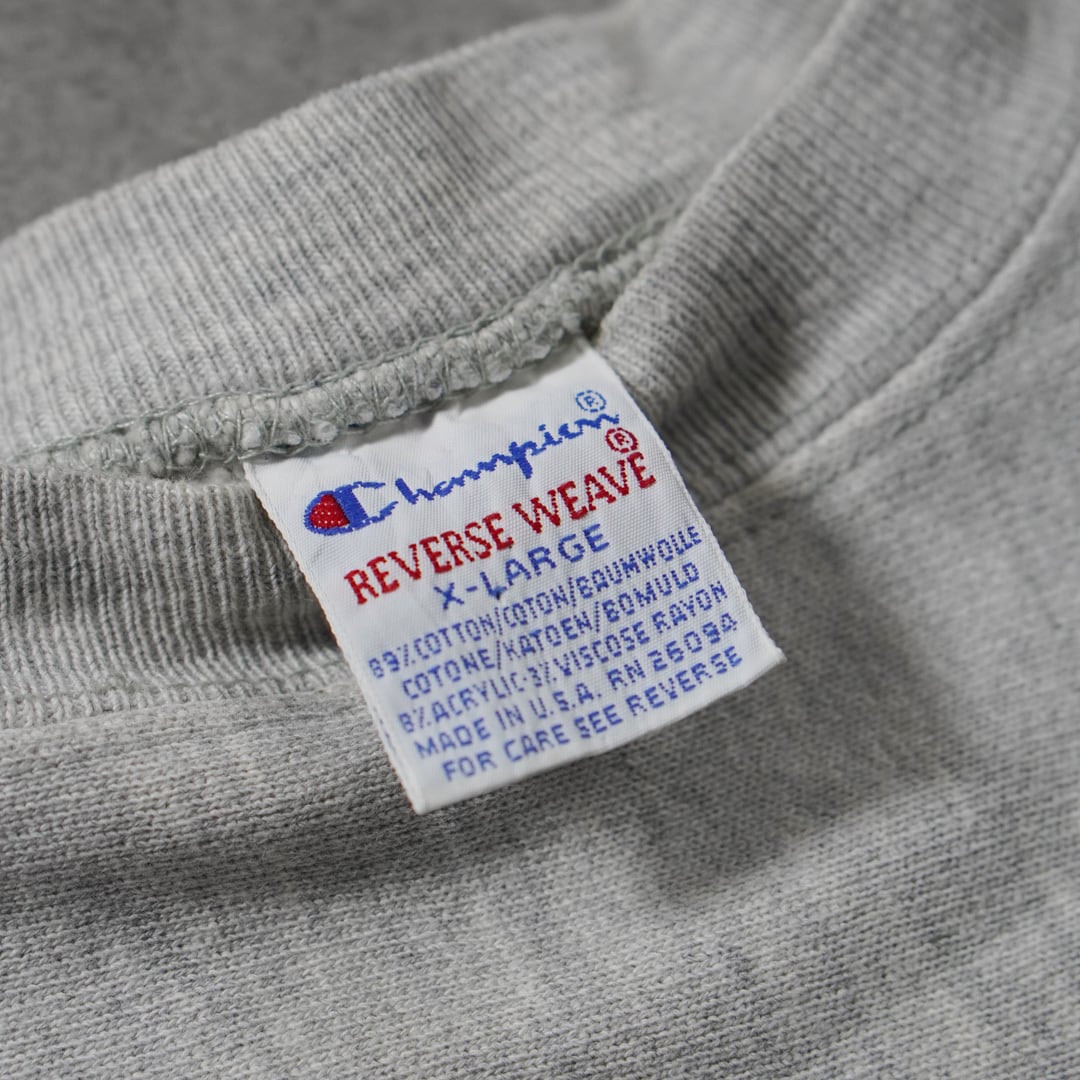 Champion®
REVERSE WEAVE®
X-LARGE
89% COTTON/COTON/BAUMWOLLE
COTONE/KATOEN/BOMULD
8% ACRYLIC-3% VISCOSE RAYON
MADE IN U.S.A. RN 26094
FOR CARE SEE REVERSE